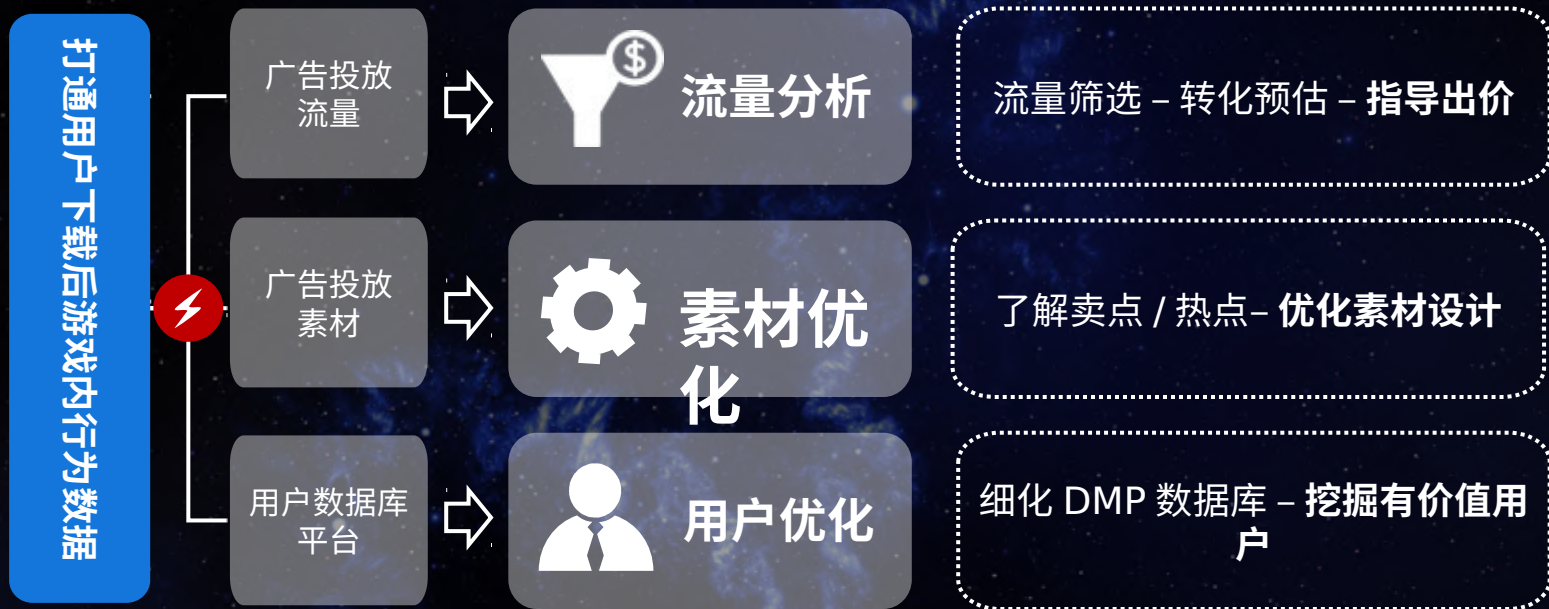 打通用户下载后游戏内行为数据
广告投放
流量
流量分析
流量筛选 – 转化预估 – 指导出价
广告投放
素材
素材优
化
了解卖点 / 热点– 优化素材设计
用户数据库
平台
用户优化
细化 DMP 数据库 – 挖掘有价值用
户